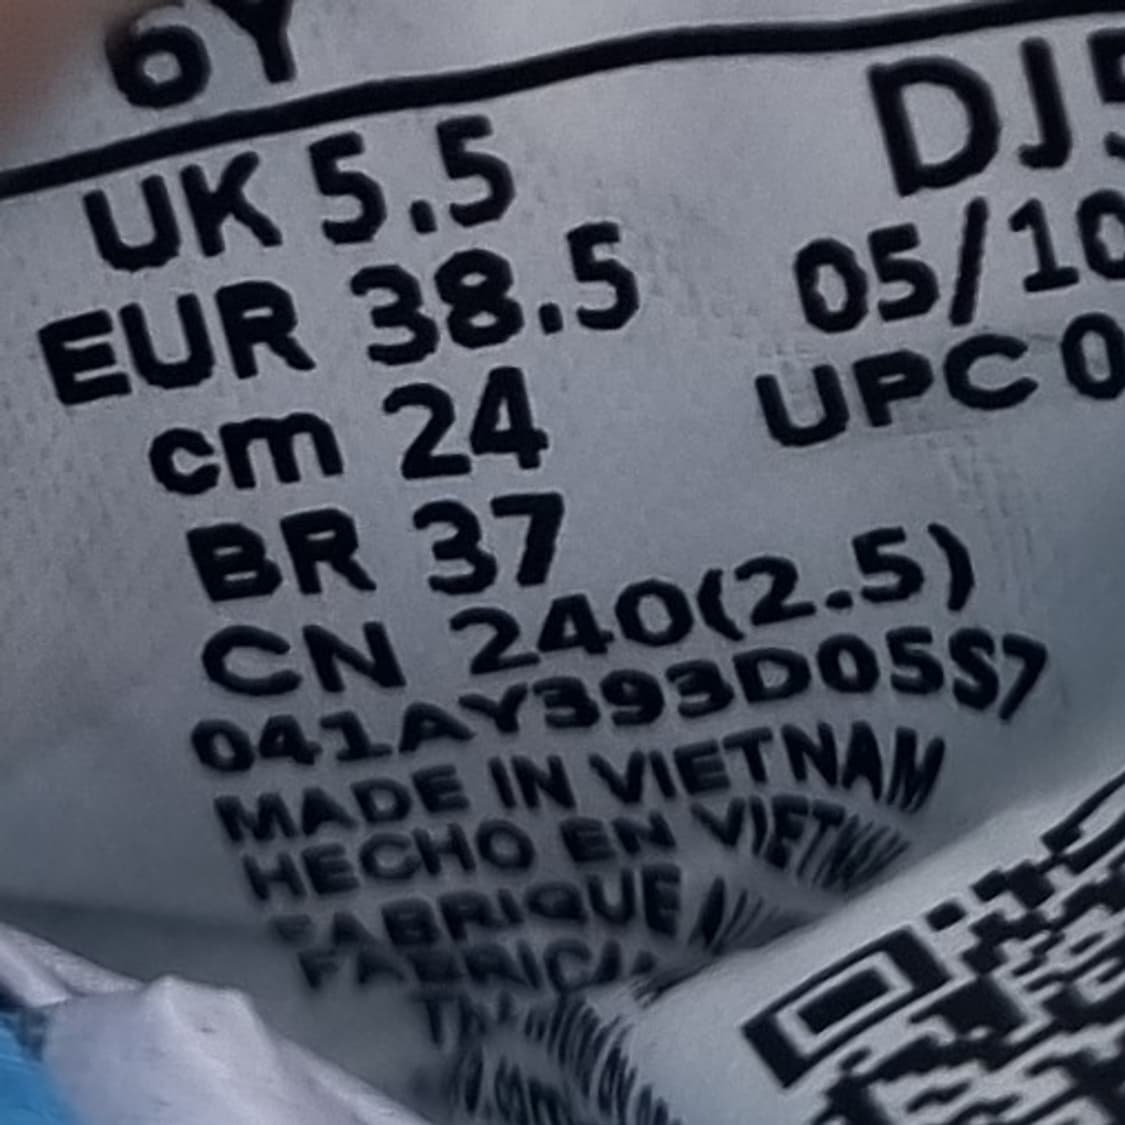 6Y
UK 5.5
EUR 38.5
cm 24
BR 37
CN 240(2.5)
041AY393D05S7
MADE IN VIETNAM
HECHO EN VIETNAM
FABRIQUE
DJ5
05/10
UPC 0